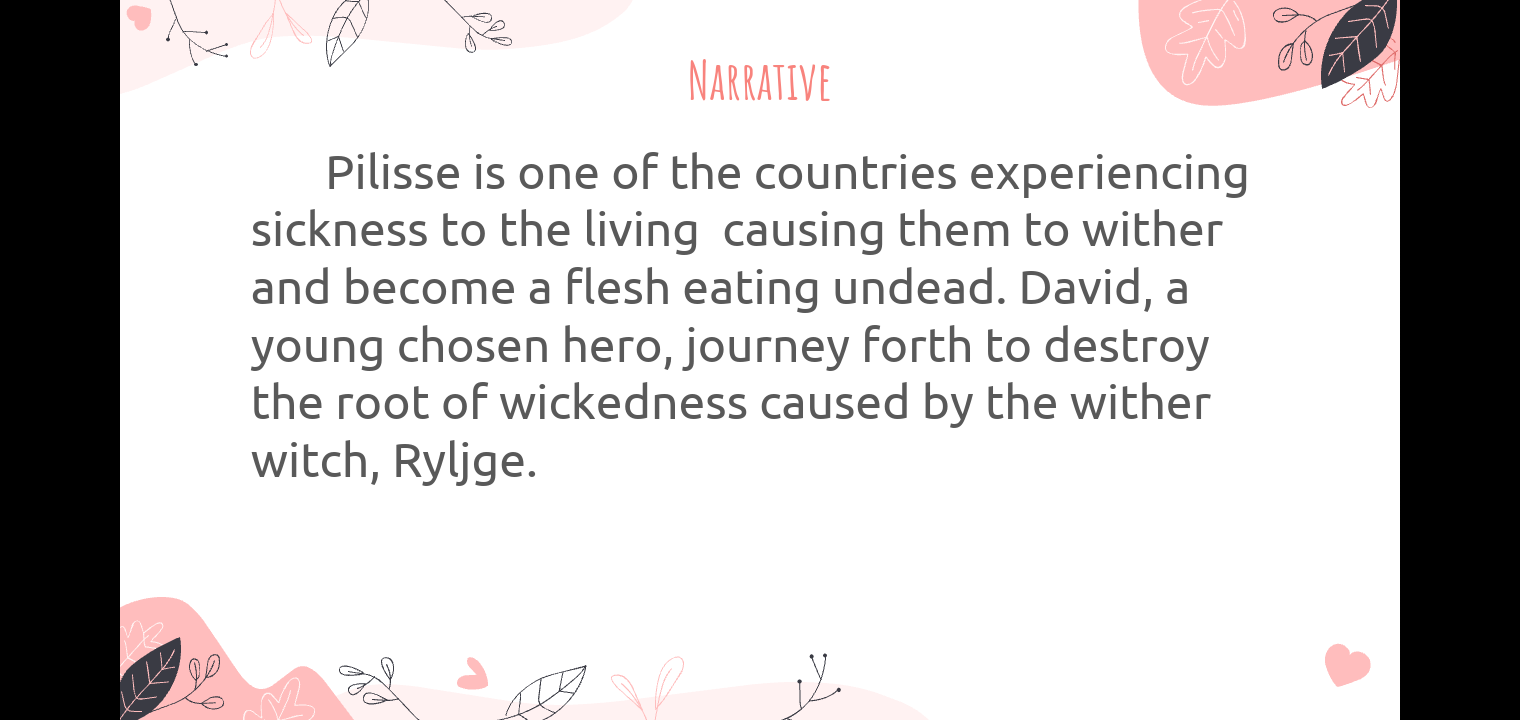 Narrative
Pilisse is one of the countries experiencing
sickness to the living  causing them to wither
and become a flesh eating undead. David, a
young chosen hero, journey forth to destroy
the root of wickedness caused by the wither
witch, Ryljge.